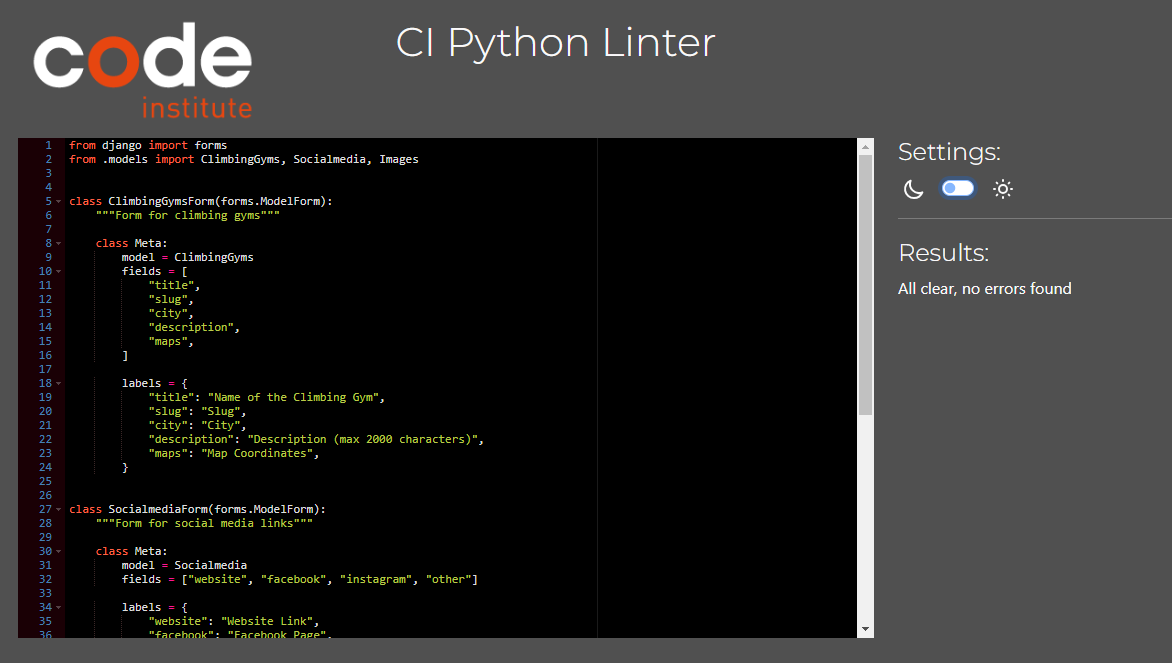 code
institute
CI Python Linter
1 from django import forms
2 from .models import ClimbingGyms, Socialmedia, Images
3
4
5 class ClimbingGymsForm(forms.ModelForm):
6     """Form for climbing gyms"""
7
8     class Meta:
9         model = ClimbingGyms
10         fields = [
11             "title",
12             "slug",
13             "city",
14             "description",
15             "maps",
16         ]
17
18         labels = {
19             "title": "Name of the Climbing Gym",
20             "slug": "Slug",
21             "city": "City",
22             "description": "Description (max 2000 characters)",
23             "maps": "Map Coordinates",
24         }
25
26
27 class SocialmediaForm(forms.ModelForm):
28     """Form for social media links"""
29
30     class Meta:
31         model = Socialmedia
32         fields = ["website", "facebook", "instagram", "other"]
33
34         labels = {
35             "website": "Website Link",
36             "facebook": "Facebook Page",
Settings:
Results:
All clear, no errors found